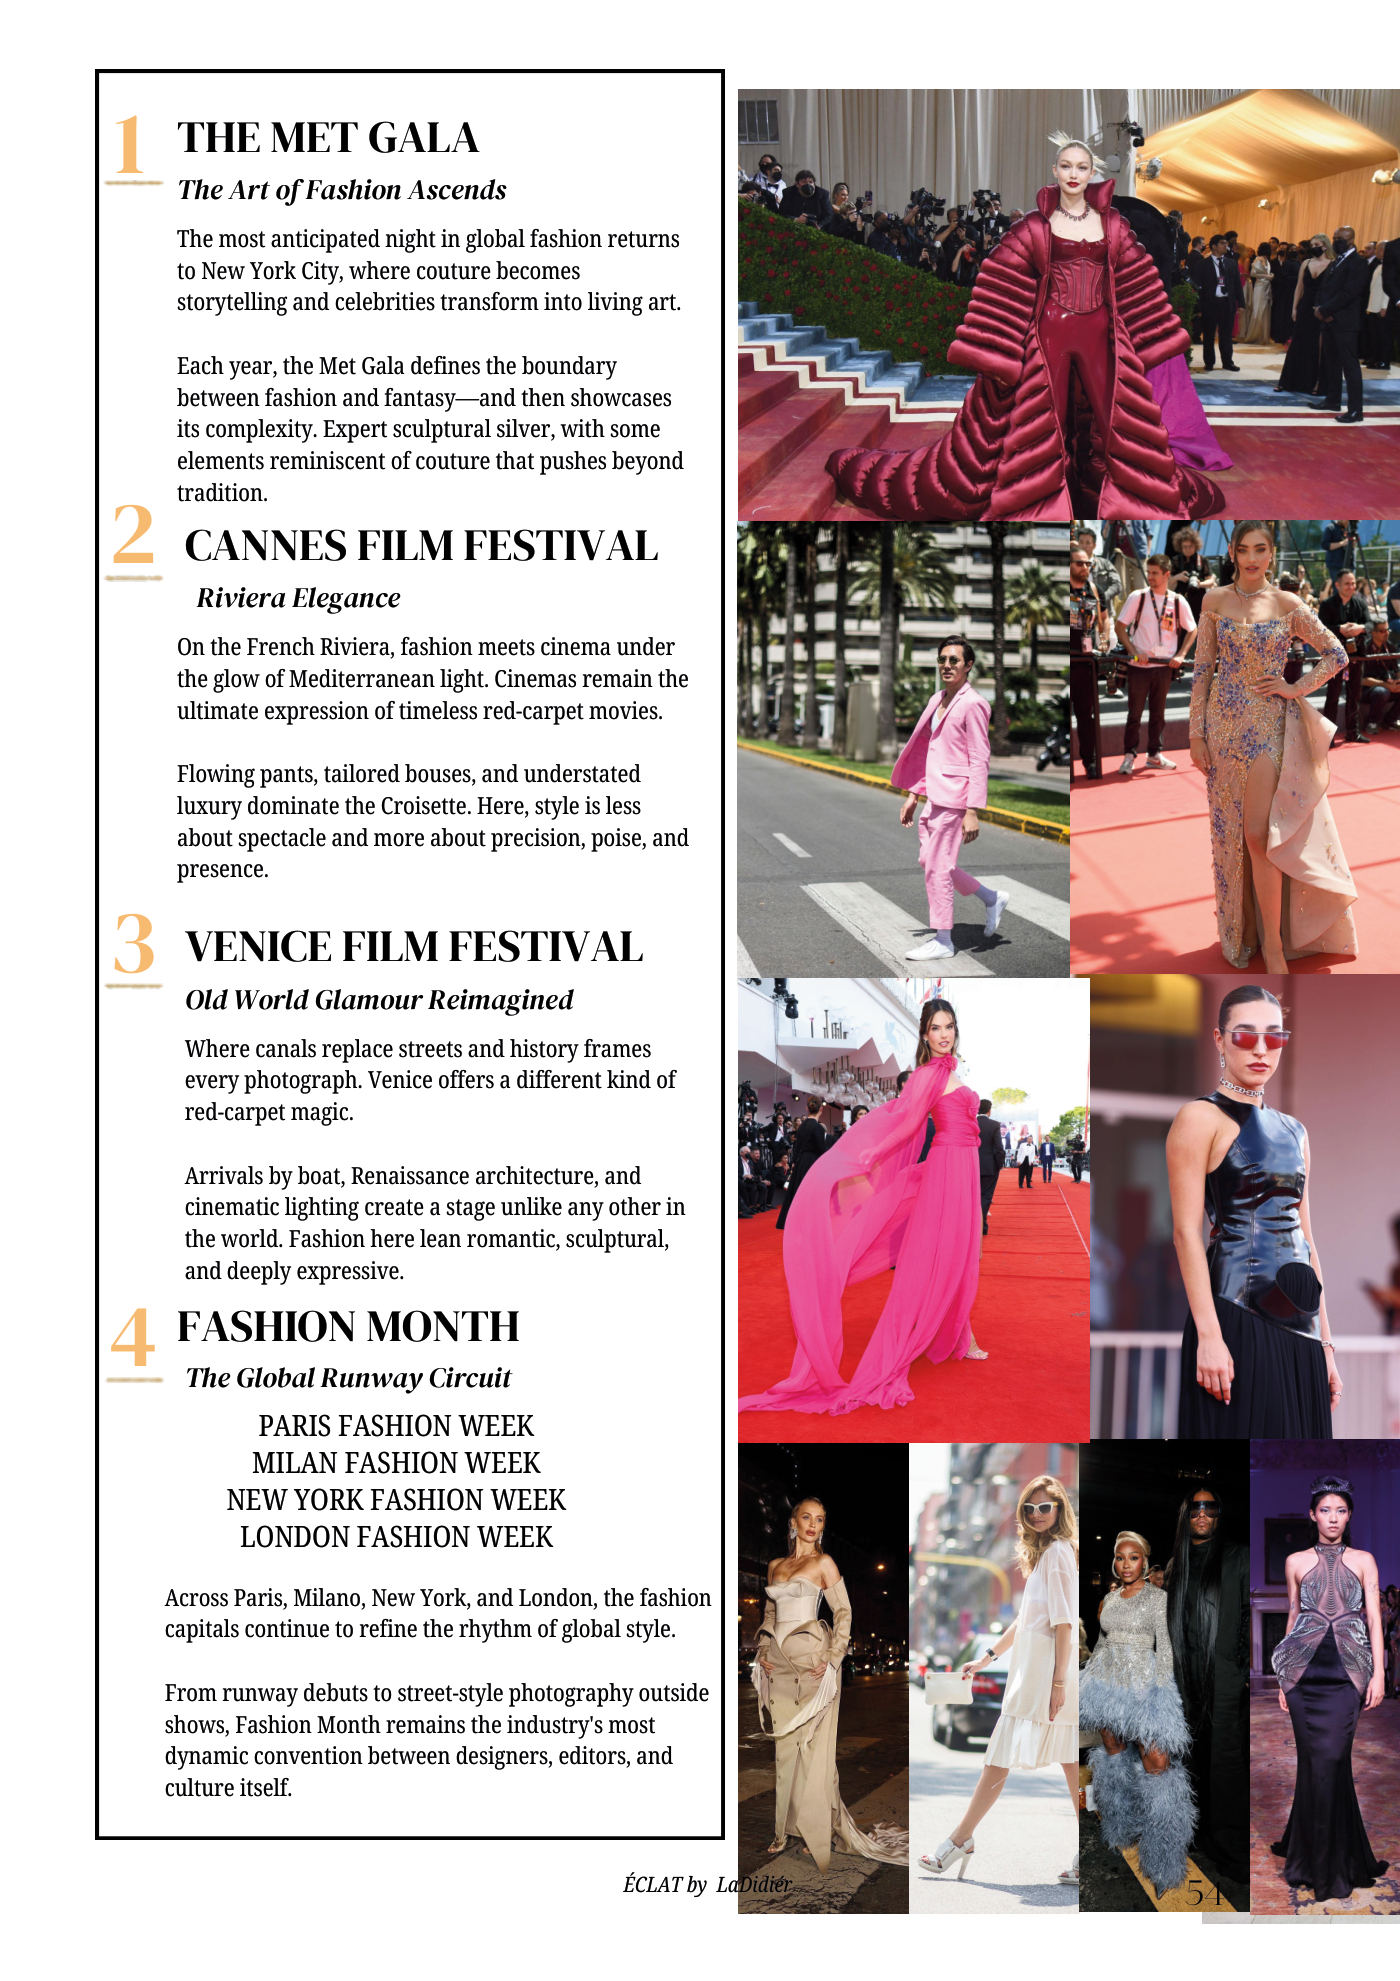 1
THE MET GALA
The Art of Fashion Ascends
The most anticipated night in global fashion returns
to New York City, where couture becomes
storytelling and celebrities transform into living art.
Each year, the Met Gala defines the boundary
between fashion and fantasy—and then showcases
its complexity. Expert sculptural silver, with some
elements reminiscent of couture that pushes beyond
tradition.
2
CANNES FILM FESTIVAL
Riviera Elegance
On the French Riviera, fashion meets cinema under
the glow of Mediterranean light. Cinemas remain the
ultimate expression of timeless red-carpet movies.
Flowing pants, tailored bouses, and understated
luxury dominate the Croisette. Here, style is less
about spectacle and more about precision, poise, and
presence.
3
VENICE FILM FESTIVAL
Old World Glamour Reimagined
Where canals replace streets and history frames
every photograph. Venice offers a different kind of
red-carpet magic.
Arrivals by boat, Renaissance architecture, and
cinematic lighting create a stage unlike any other in
the world. Fashion here lean romantic, sculptural,
and deeply expressive.
4
FASHION MONTH
The Global Runway Circuit
PARIS FASHION WEEK
MILAN FASHION WEEK
NEW YORK FASHION WEEK
LONDON FASHION WEEK
Across Paris, Milano, New York, and London, the fashion
capitals continue to refine the rhythm of global style.
From runway debuts to street-style photography outside
shows, Fashion Month remains the industry's most
dynamic convention between designers, editors, and
culture itself.
ÉCLAT by LaDidiér
54